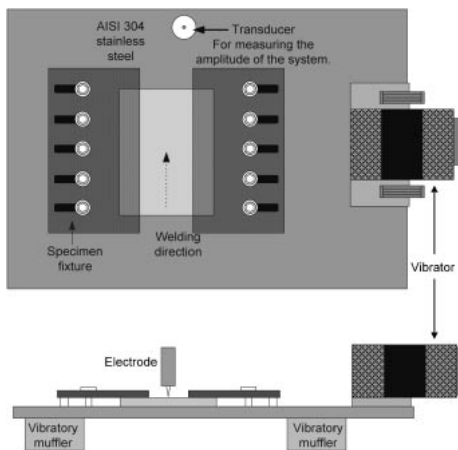 AISI 304
stainless
steel
Transducer
For measuring the
amplitude of the system.
Specimen
fixture
Welding
direction
Vibrator
Electrode
Vibratory
muffler
Vibratory
muffler